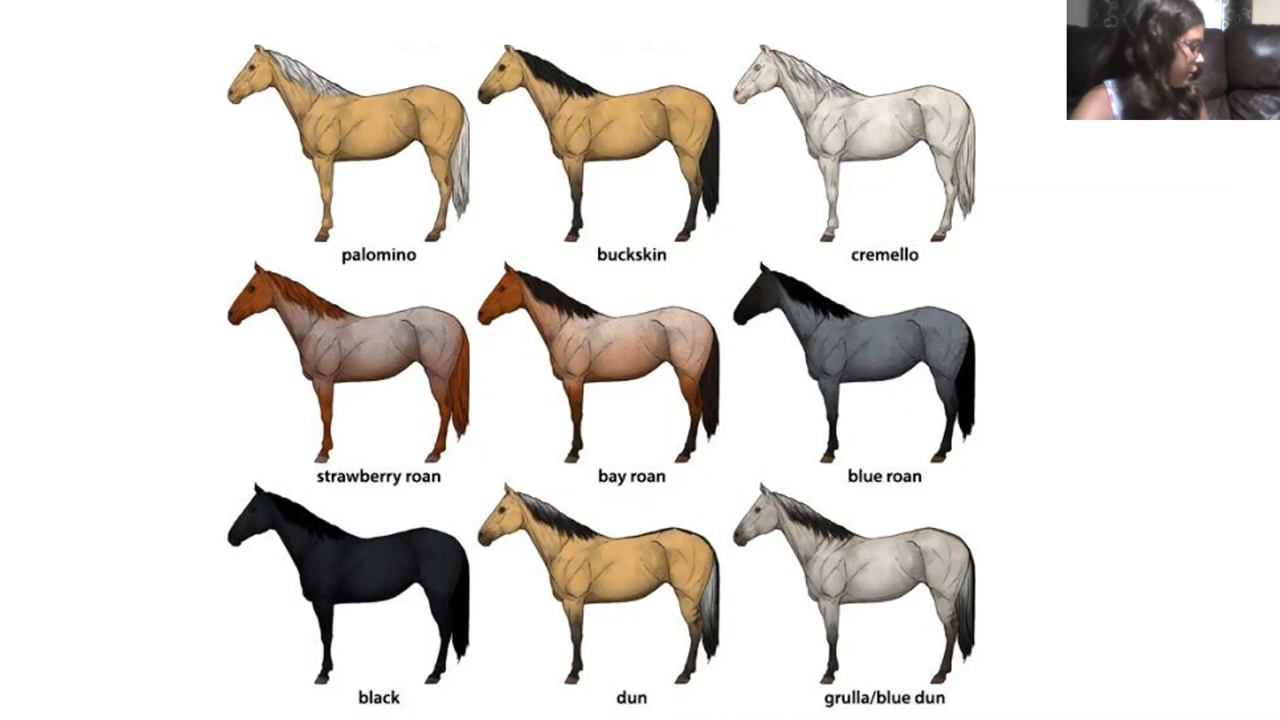 palomino
buckskin
cremello
strawberry roan
bay roan
blue roan
black
dun
grulla/blue dun